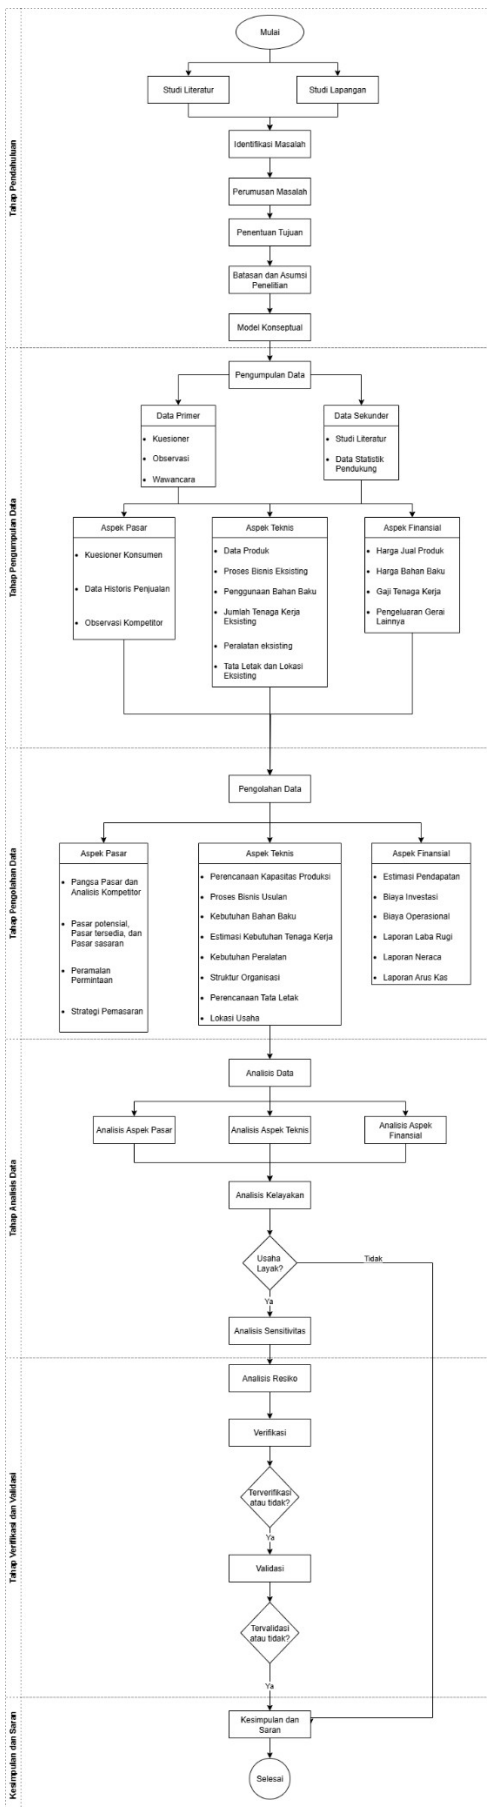 Tahap Pendahuluan
Mulai
Studi Literatur
Studi Lapangan
Identifikasi Masalah
Perumusan Masalah
Penentuan Tujuan
Batasan dan Asumsi
Penelitian
Model Konseptual
Tahap Pengumpulan Data
Pengumpulan Data
Data Primer
• Kuesioner
• Observasi
• Wawancara
Data Sekunder
• Studi Literatur
• Data Statistik
Pendukung
Aspek Pasar
• Kuesioner Konsumen
• Data Historis Penjualan
• Observasi Kompetitor
Aspek Teknis
• Data Produk
• Proses Bisnis Eksisting
• Penggunaan Bahan Baku
• Jumlah Tenaga Kerja
Eksisting
• Peralatan eksisting
• Tata Letak dan Lokasi
Eksisting
Aspek Finansial
• Harga Jual Produk
• Harga Bahan Baku
• Gaji Tenaga Kerja
• Pengeluaran Gerai
Lainnya
Tahap Pengolahan Data
Pengolahan Data
Aspek Pasar
• Pangsa Pasar dan
Analisis Kompetitor
• Pasar potensial,
Pasar tersedia, dan
Pasar sasaran
• Peramalan
Permintaan
• Strategi Pemasaran
Aspek Teknis
• Perencanaan Kapasitas Produksi
• Proses Bisnis Usulan
• Kebutuhan Bahan Baku
• Estimasi Kebutuhan Tenaga Kerja
• Kebutuhan Peralatan
• Struktur Organisasi
• Perencanaan Tata Letak
• Lokasi Usaha
Aspek Finansial
• Estimasi Pendapatan
• Biaya Investasi
• Biaya Operasional
• Laporan Laba Rugi
• Laporan Neraca
• Laporan Arus Kas
Tahap Analisis Data
Analisis Data
Analisis Aspek Pasar
Analisis Aspek Teknis
Analisis Aspek
Finansial
Analisis Kelayakan
Usaha
Layak?
Tidak
Ya
Analisis Sensitivitas
Tahap Verifikasi dan Validasi
Analisis Resiko
Verifikasi
Terverifikasi
atau tidak?
Ya
Validasi
Tervalidasi
atau tidak?
Ya
Kesimpulan dan Saran
Kesimpulan dan
Saran
Selesai